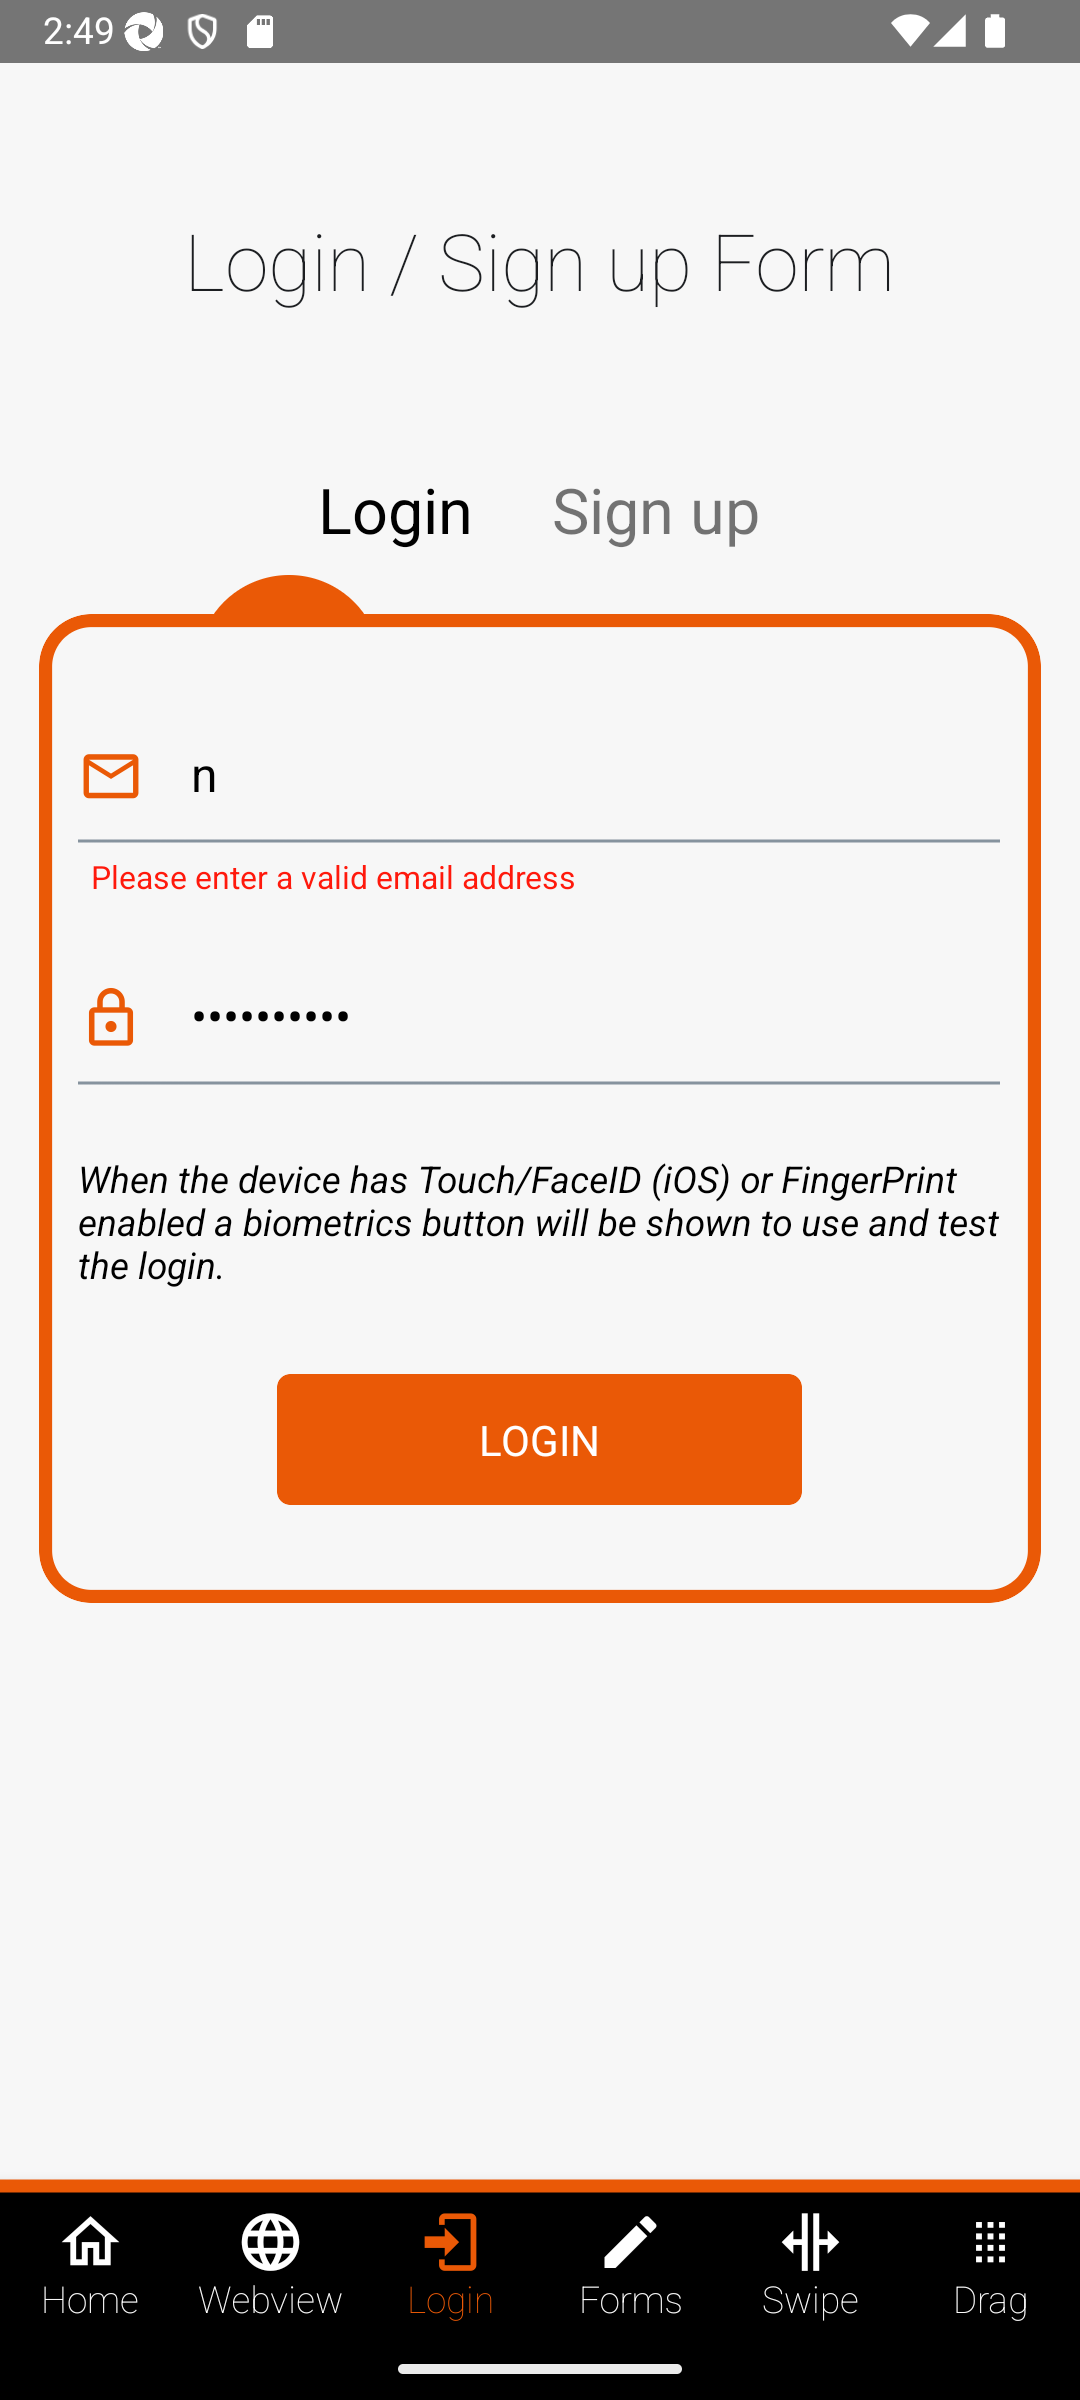 2:49
Login / Sign up Form
Login Sign up
n
Please enter a valid email address
••••••••••
When the device has Touch/FaceID (iOS) or FingerPrint
enabled a biometrics button will be shown to use and test
the login.
LOGIN
Home Webview Login Forms Swipe Drag